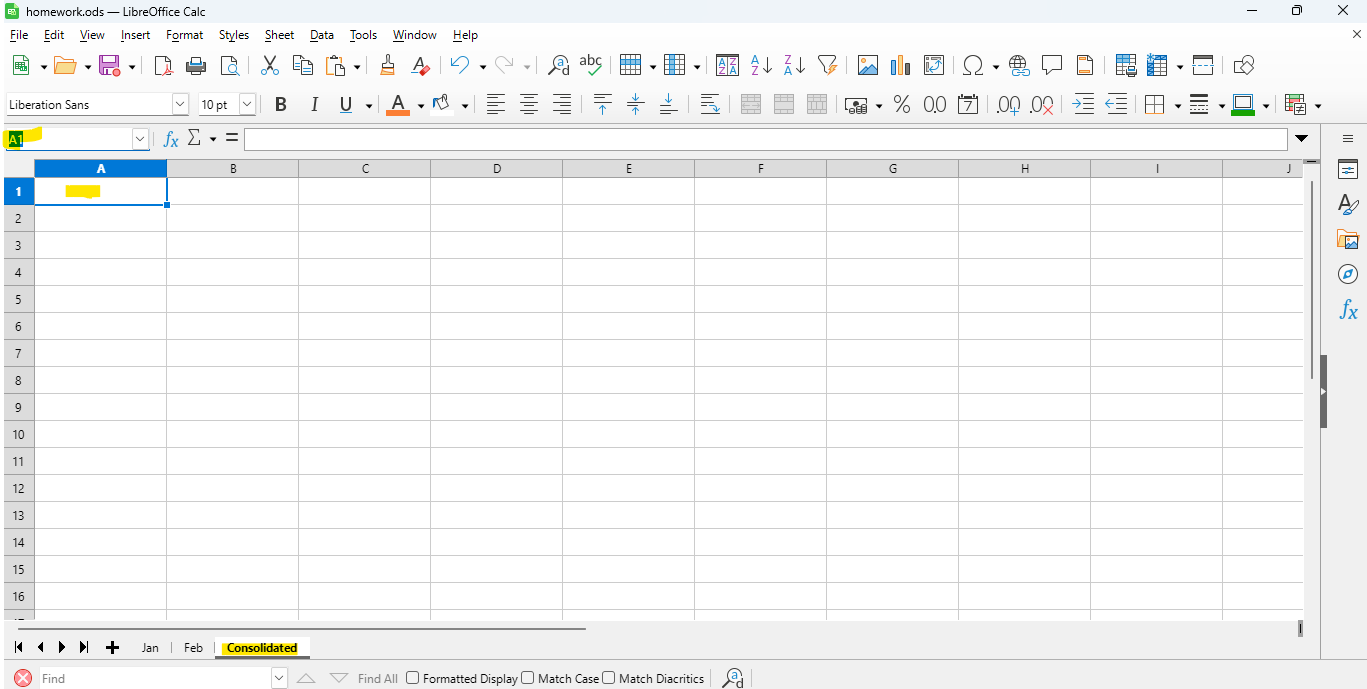 homework.ods — LibreOffice Calc
File Edit View Insert Format Styles Sheet Data Tools Window Help
Liberation Sans 10 pt B I U A
A1 fx Σ =
A B C D E F G H I J
1
2
3
4
5
6
7
8
9
10
11
12
13
14
15
16
Jan Feb Consolidated
Find Find All Formatted Display Match Case Match Diacritics